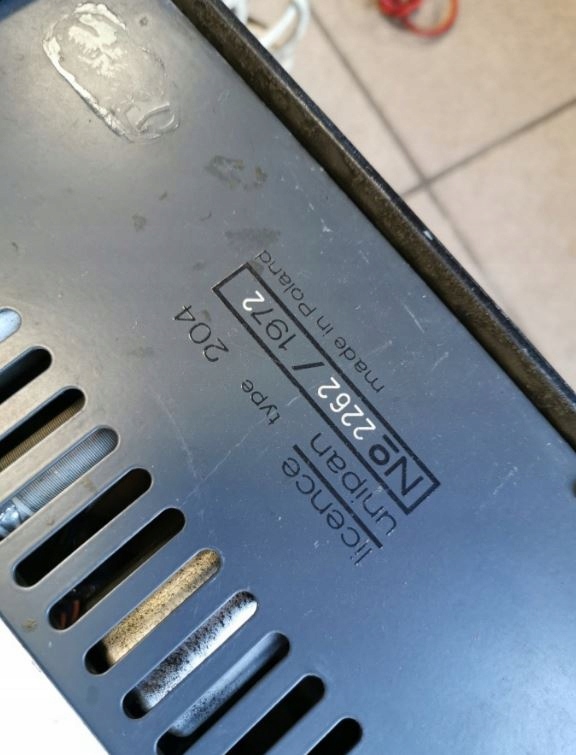 licence
unipan type 204
№ 2262 / 1972
made in Poland